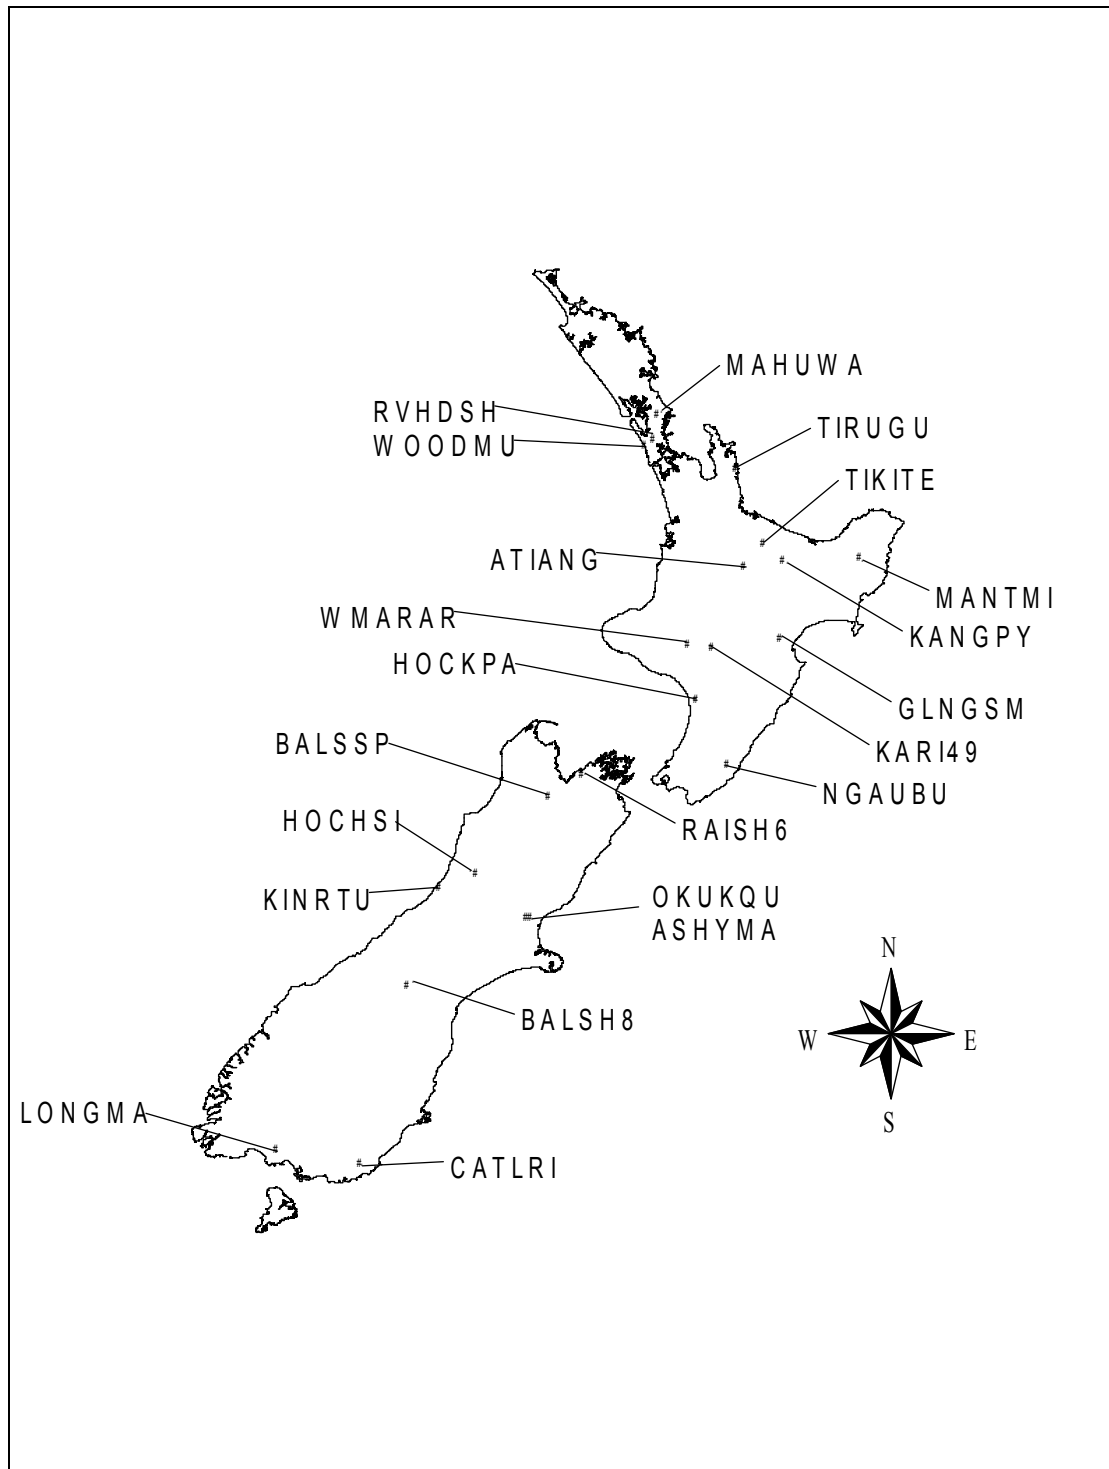 MAHUWA
RVHDSH
WOODMU
TIRUGU
TIKITE
ATIANG
MANTMI
WMARAR
KANGPY
HOCKPA
GLNGSM
BALSSP
KARI49
NGAUBU
HOCHSI
RAISH6
KINRTU
OKUKQU
ASHYMA
BALSH8
N
W
E
S
LONGMA
CATLRI